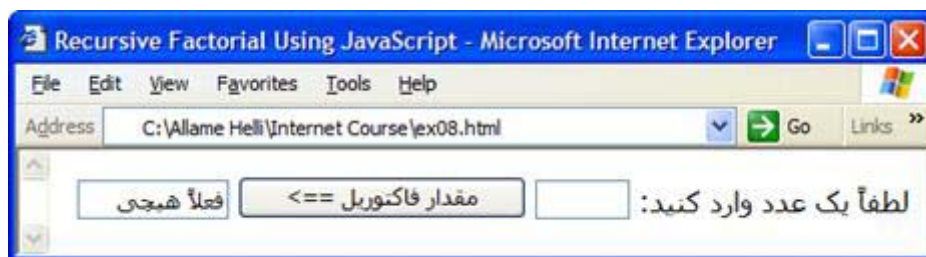 Recursive Factorial Using JavaScript - Microsoft Internet Explorer
File Edit View Favorites Tools Help
Address C:\Allame Helli\Internet Course\ex08.html Go Links »
لطفاً یک عدد وارد کنید: مقدار فاکتوریل ==> فعلاً هیچی